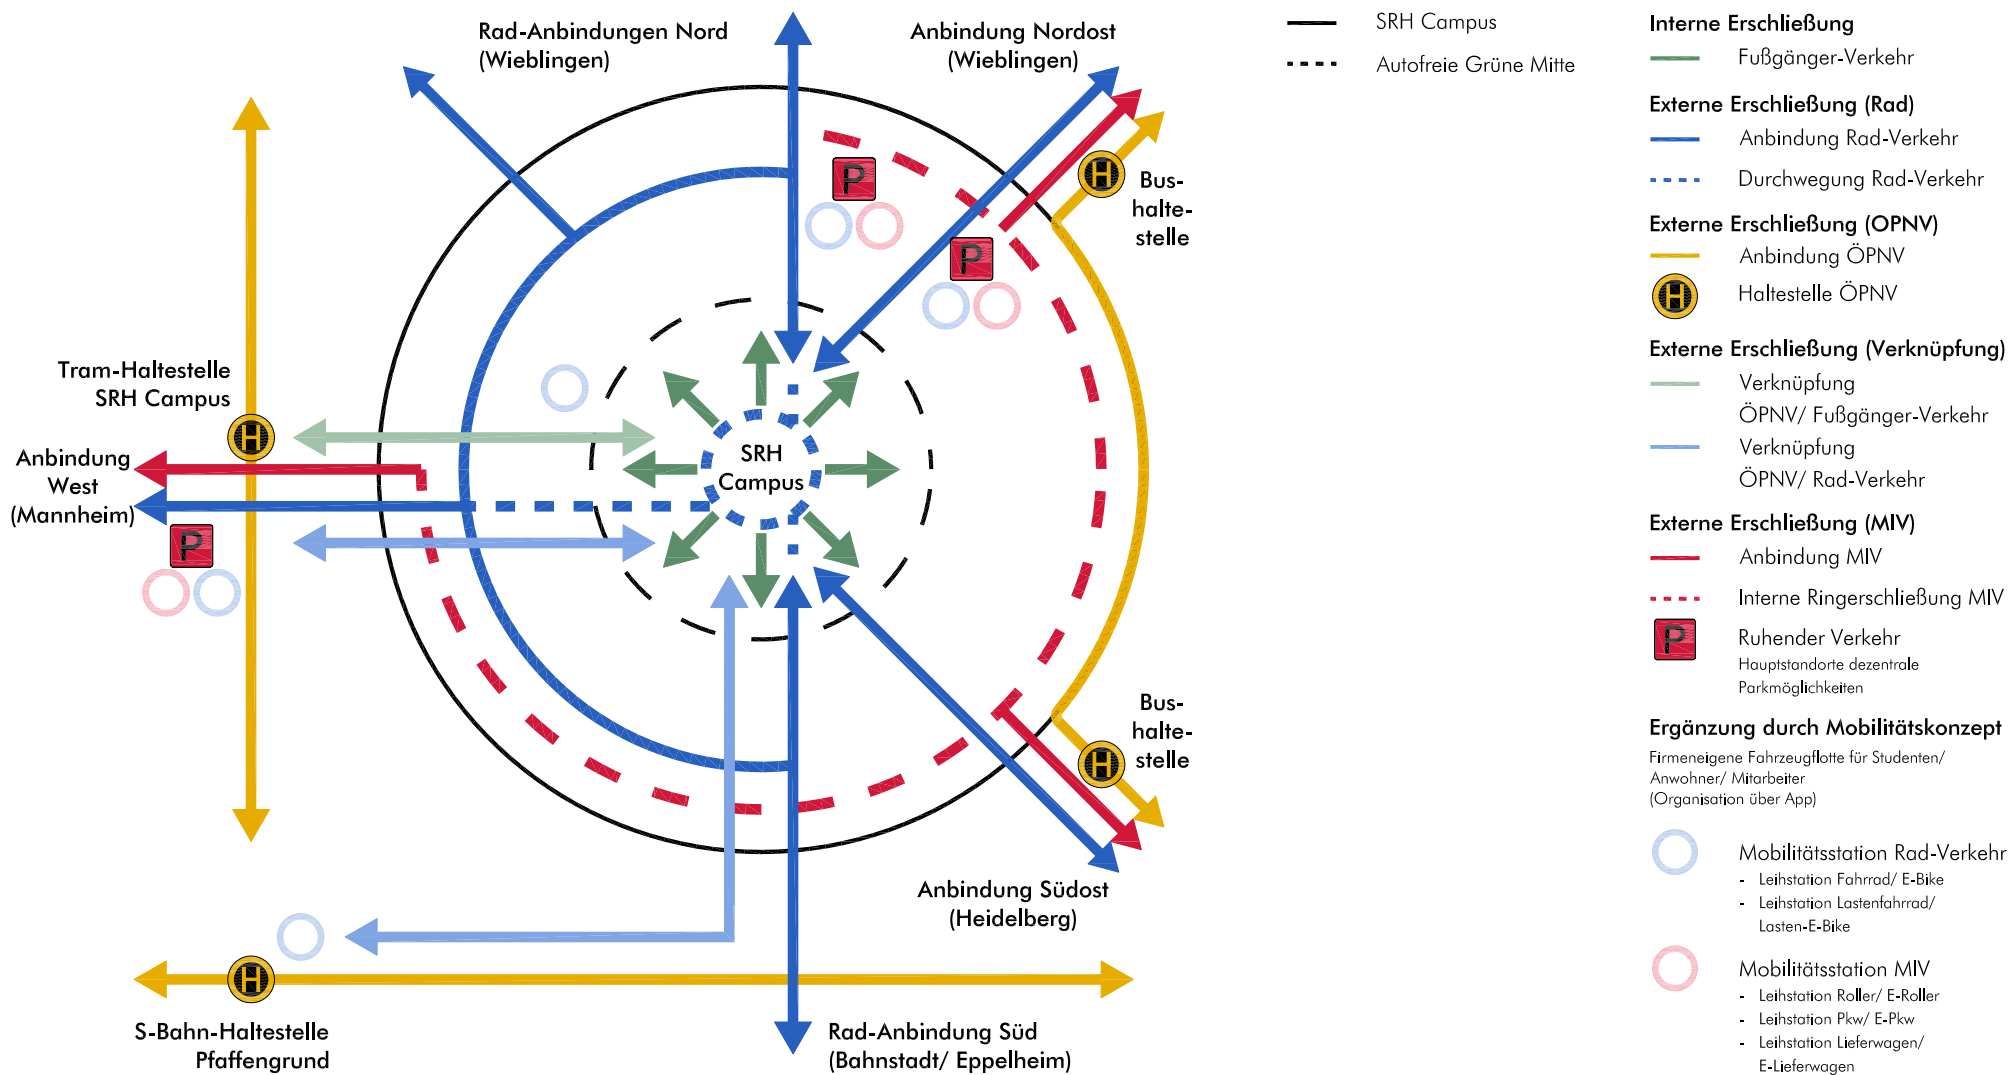 Rad-Anbindungen Nord
(Wieblingen)
Anbindung Nordost
(Wieblingen)
P
H
Bus-
halte-
stelle
P
Tram-Haltestelle
SRH Campus
H
Anbindung
West
(Mannheim)
P
SRH
Campus
Bus-
halte-
stelle
H
Anbindung Südost
(Heidelberg)
H
S-Bahn-Haltestelle
Pfaffengrund
Rad-Anbindung Süd
(Bahnstadt/ Eppelheim)
SRH Campus
Autofreie Grüne Mitte
Interne Erschließung
Fußgänger-Verkehr
Externe Erschließung (Rad)
Anbindung Rad-Verkehr
Durchwegung Rad-Verkehr
Externe Erschließung (OPNV)
Anbindung ÖPNV
H
Haltestelle ÖPNV
Externe Erschließung (Verknüpfung)
Verknüpfung
ÖPNV/ Fußgänger-Verkehr
Verknüpfung
ÖPNV/ Rad-Verkehr
Externe Erschließung (MIV)
Anbindung MIV
Interne Ringerschließung MIV
P
Ruhender Verkehr
Hauptstandorte dezentrale
Parkmöglichkeiten
Ergänzung durch Mobilitätskonzept
Firmeneigene Fahrzeugflotte für Studenten/
Anwohner/ Mitarbeiter
(Organisation über App)
Mobilitätsstation Rad-Verkehr
- Leihstation Fahrrad/ E-Bike
- Leihstation Lastenfahrrad/
Lasten-E-Bike
Mobilitätsstation MIV
- Leihstation Roller/ E-Roller
- Leihstation Pkw/ E-Pkw
- Leihstation Lieferwagen/
E-Lieferwagen